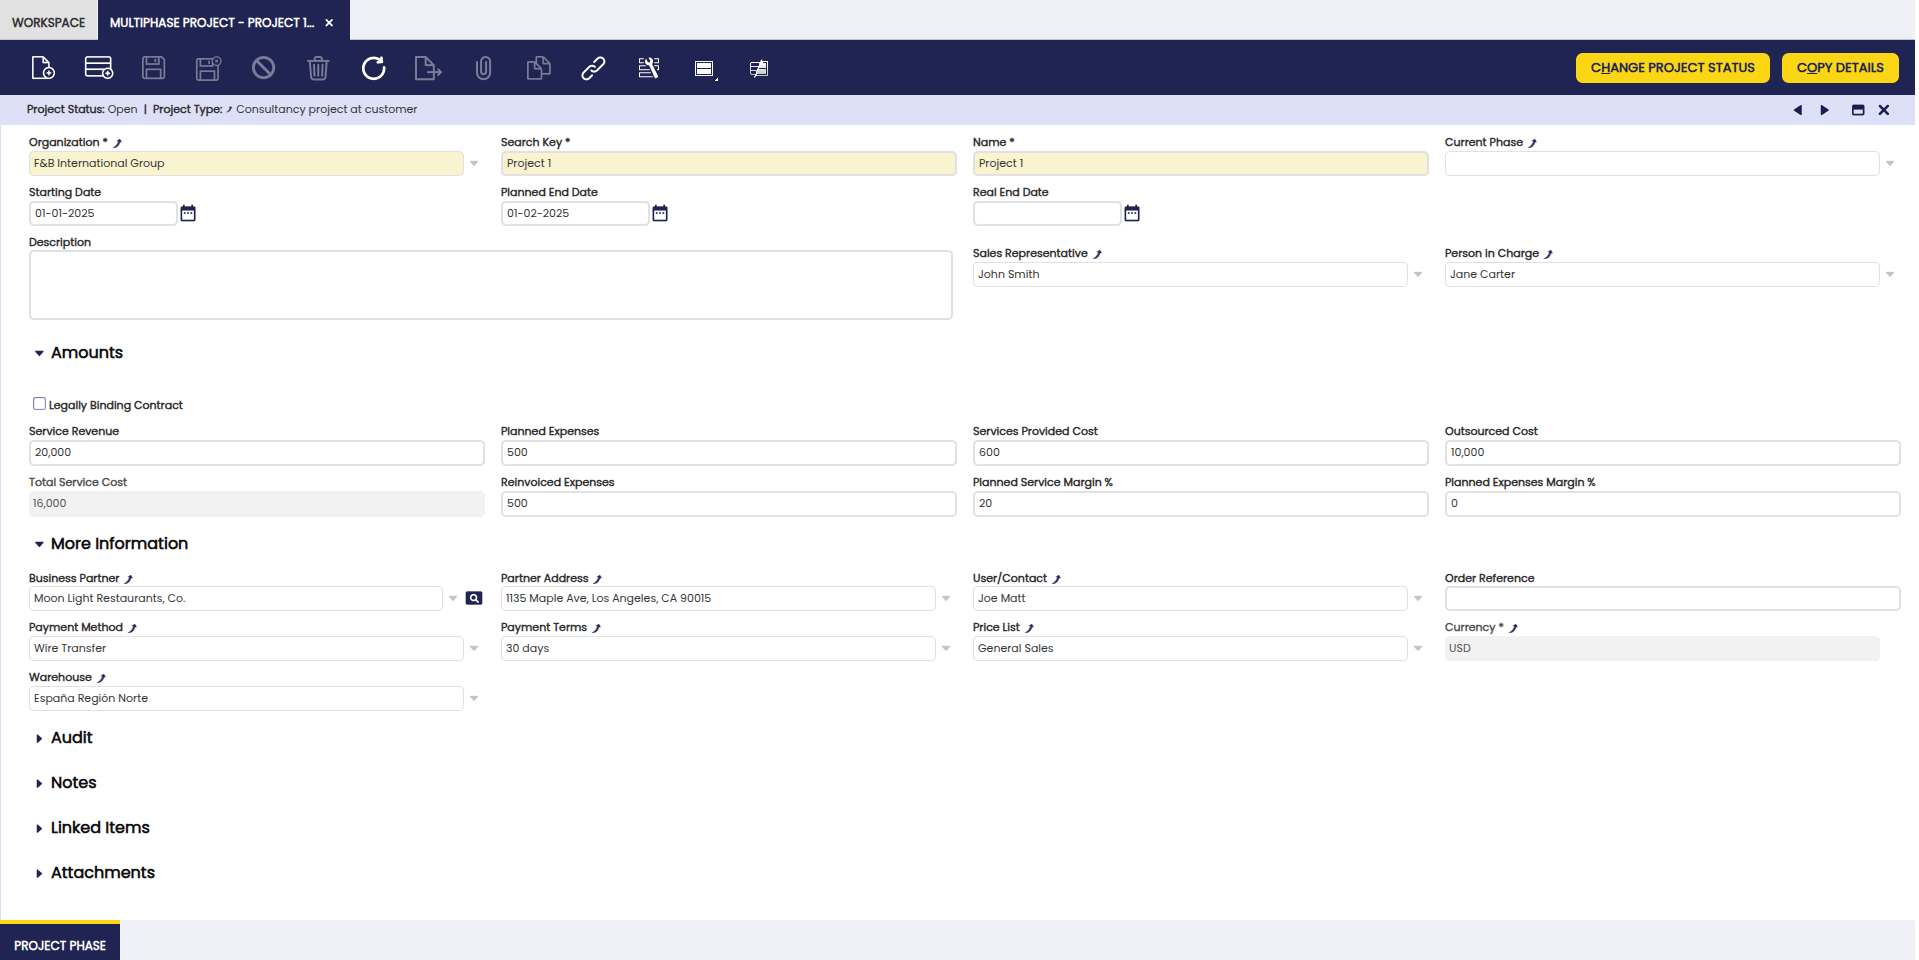 WORKSPACE MULTIPHASE PROJECT - PROJECT 1...
CHANGE PROJECT STATUS COPY DETAILS
Project Status: Open | Project Type: Consultancy project at customer
Organization * Search Key * Name * Current Phase
F&B International Group Project 1 Project 1
Starting Date Planned End Date Real End Date
01-01-2025 01-02-2025
Description
Sales Representative Person in Charge
John Smith Jane Carter
Amounts
Legally Binding Contract
Service Revenue Planned Expenses Services Provided Cost Outsourced Cost
20,000 500 600 10,000
Total Service Cost Reinvoiced Expenses Planned Service Margin % Planned Expenses Margin %
16,000 500 20 0
More Information
Business Partner Partner Address User/Contact Order Reference
Moon Light Restaurants, Co. 1135 Maple Ave, Los Angeles, CA 90015 Joe Matt
Payment Method Payment Terms Price List Currency *
Wire Transfer 30 days General Sales USD
Warehouse
España Región Norte
Audit
Notes
Linked Items
Attachments
PROJECT PHASE